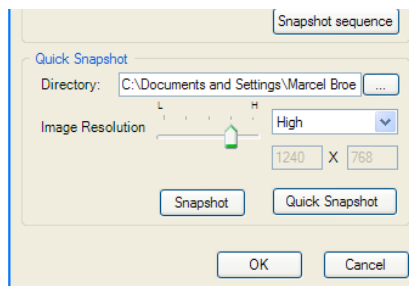 Snapshot sequence
Quick Snapshot
Directory: C:\Documents and Settings\Marcel Broe ...
L H
Image Resolution High
1240 X 768
Snapshot Quick Snapshot
OK Cancel